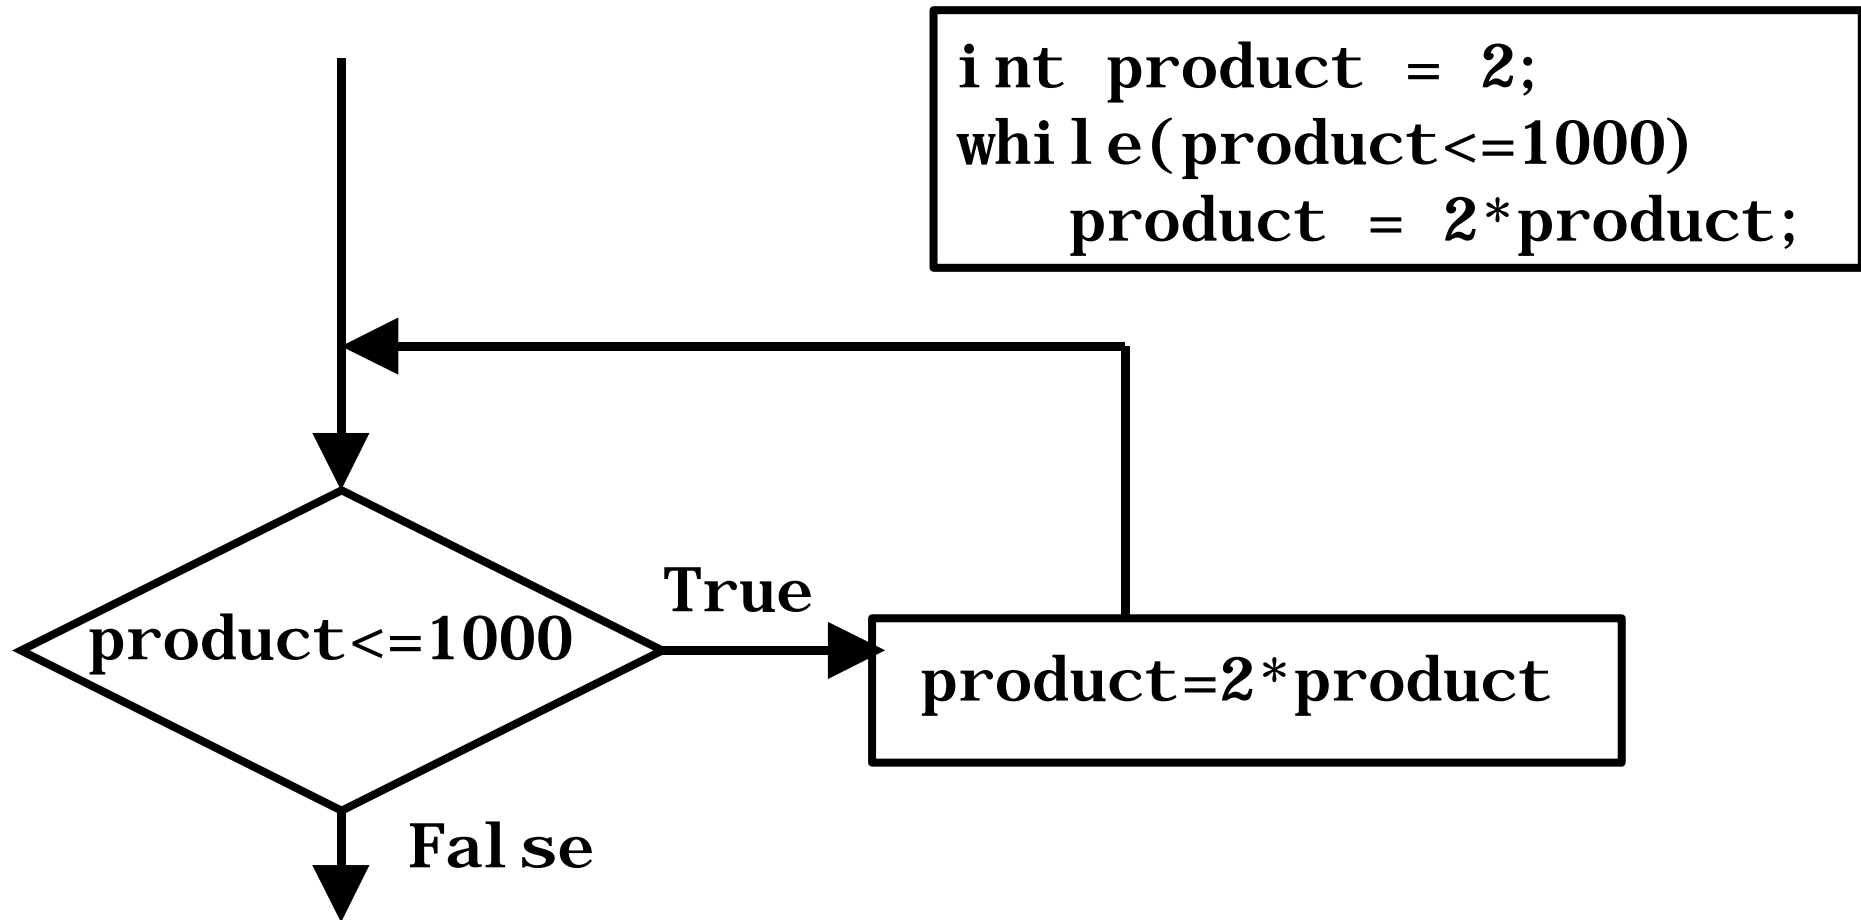 int product = 2;
while(product<=1000)
product = 2*product;
True
product<=1000
product=2*product
False